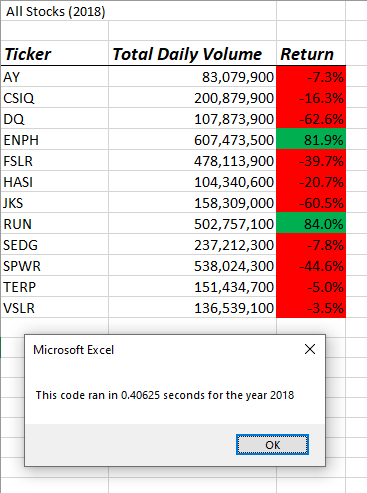 All Stocks (2018)
Ticker Total Daily Volume Return
AY 83,079,900 -7.3%
CSIQ 200,879,900 -16.3%
DQ 107,873,900 -62.6%
ENPH 607,473,500 81.9%
FSLR 478,113,900 -39.7%
HASI 104,340,600 -20.7%
JKS 158,309,000 -60.5%
RUN 502,757,100 84.0%
SEDG 237,212,300 -7.8%
SPWR 538,024,300 -44.6%
TERP 151,434,700 -5.0%
VSLR 136,539,100 -3.5%
Microsoft Excel
This code ran in 0.40625 seconds for the year 2018
OK